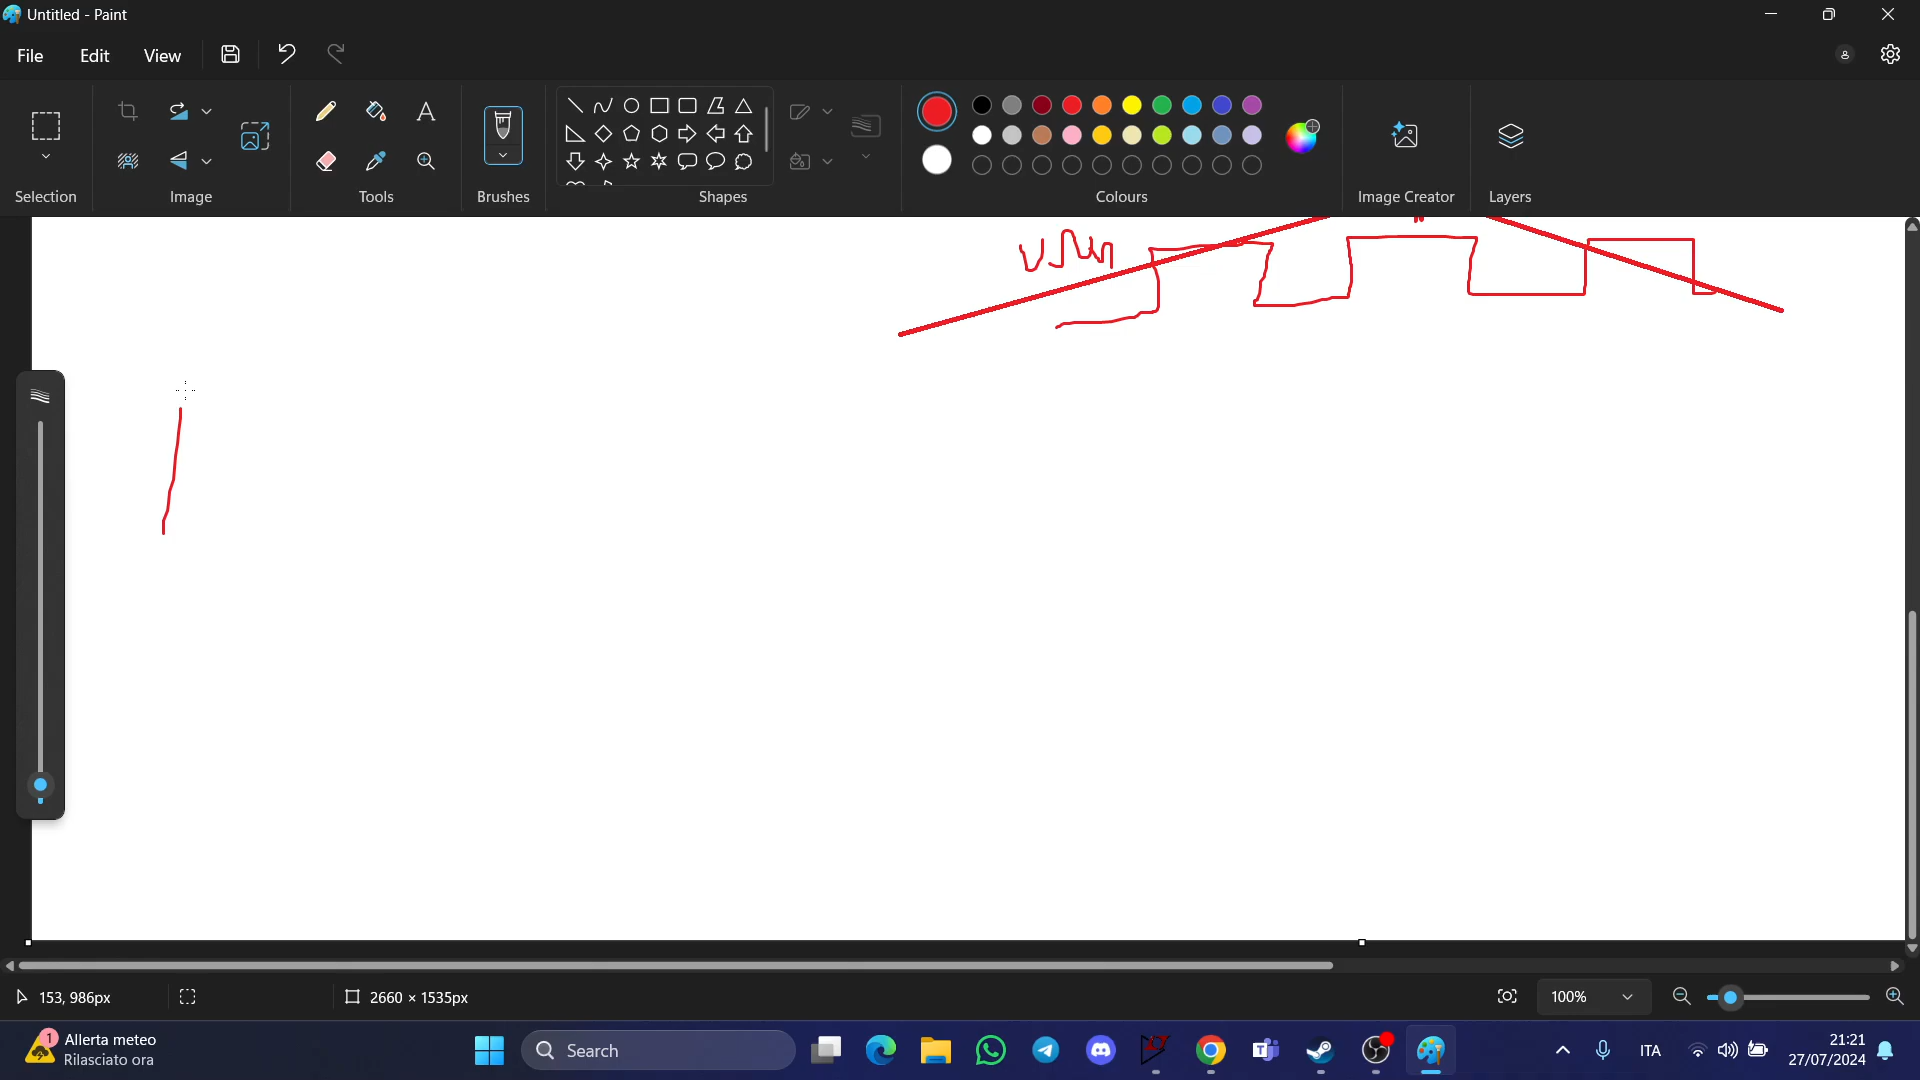 Untitled - Paint
File Edit View
Selection Image Tools Brushes Shapes Colours Image Creator Layers
153, 986px 2660 × 1535px 100%
1 Allerta meteo
Rilasciato ora
Search
ITA
21:21
27/07/2024